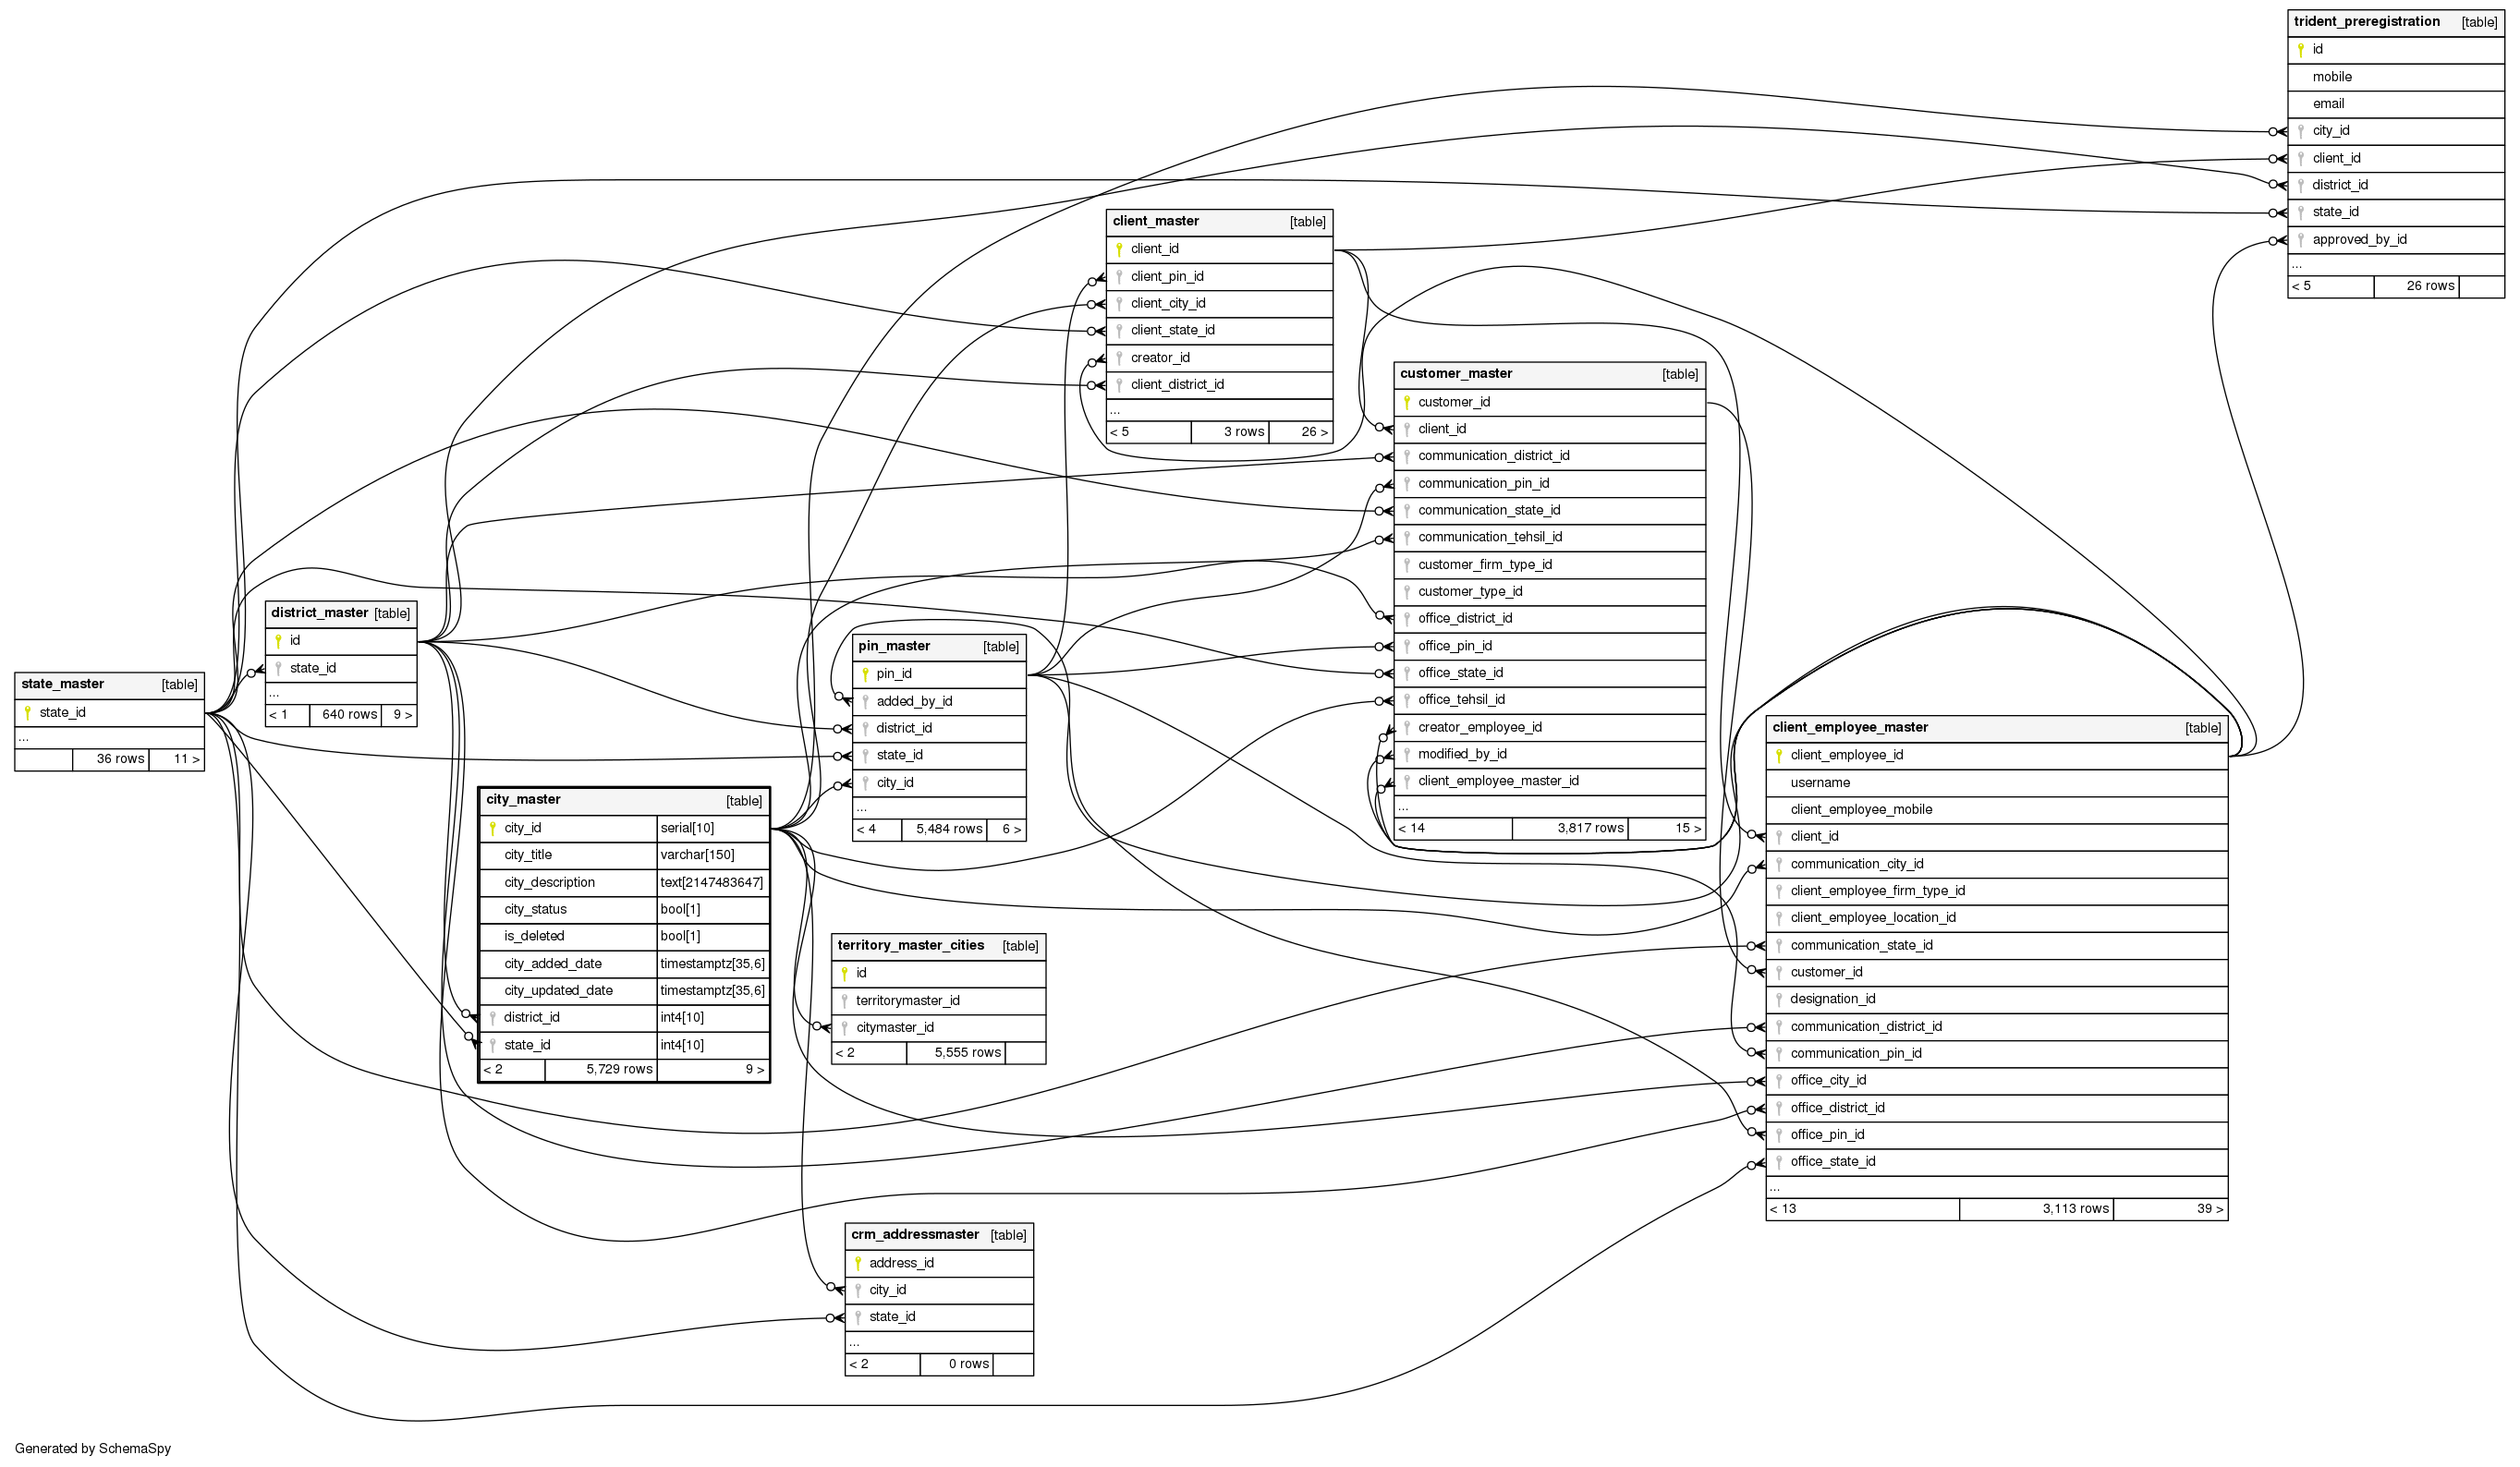 trident_preregistration [table]
id
mobile
email
city_id
client_id
district_id
state_id
approved_by_id
...
< 5 26 rows
client_master [table]
client_id
client_pin_id
client_city_id
client_state_id
creator_id
client_district_id
...
< 5 3 rows 26 >
customer_master [table]
customer_id
client_id
communication_district_id
communication_pin_id
communication_state_id
communication_tehsil_id
customer_firm_type_id
customer_type_id
office_district_id
office_pin_id
office_state_id
office_tehsil_id
creator_employee_id
modified_by_id
client_employee_master_id
...
< 14 3,817 rows 15 >
district_master [table]
id
state_id
...
< 1 640 rows 9 >
pin_master [table]
pin_id
added_by_id
district_id
state_id
city_id
...
< 4 5,484 rows 6 >
state_master [table]
state_id
...
36 rows 11 >
client_employee_master [table]
client_employee_id
username
client_employee_mobile
client_id
communication_city_id
client_employee_firm_type_id
client_employee_location_id
communication_state_id
customer_id
designation_id
communication_district_id
communication_pin_id
office_city_id
office_district_id
office_pin_id
office_state_id
...
< 13 3,113 rows 39 >
city_master [table]
city_id serial[10]
city_title varchar[150]
city_description text[2147483647]
city_status bool[1]
is_deleted bool[1]
city_added_date timestamptz[35,6]
city_updated_date timestamptz[35,6]
district_id int4[10]
state_id int4[10]
< 2 5,729 rows 9 >
territory_master_cities [table]
id
territorymaster_id
citymaster_id
< 2 5,555 rows
crm_addressmaster [table]
address_id
city_id
state_id
...
< 2 0 rows
Generated by SchemaSpy